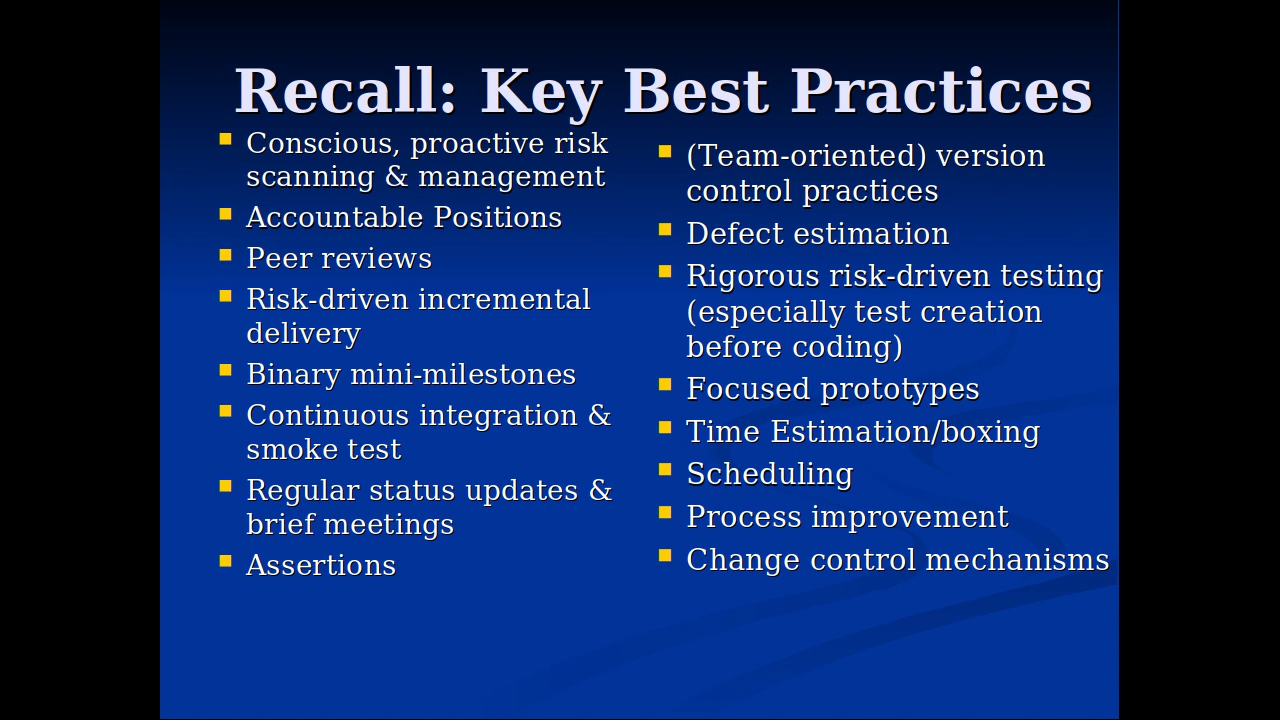 Recall: Key Best Practices
Conscious, proactive risk
scanning & management
Accountable Positions
Peer reviews
Risk-driven incremental
delivery
Binary mini-milestones
Continuous integration &
smoke test
Regular status updates &
brief meetings
Assertions
(Team-oriented) version
control practices
Defect estimation
Rigorous risk-driven testing
(especially test creation
before coding)
Focused prototypes
Time Estimation/boxing
Scheduling
Process improvement
Change control mechanisms